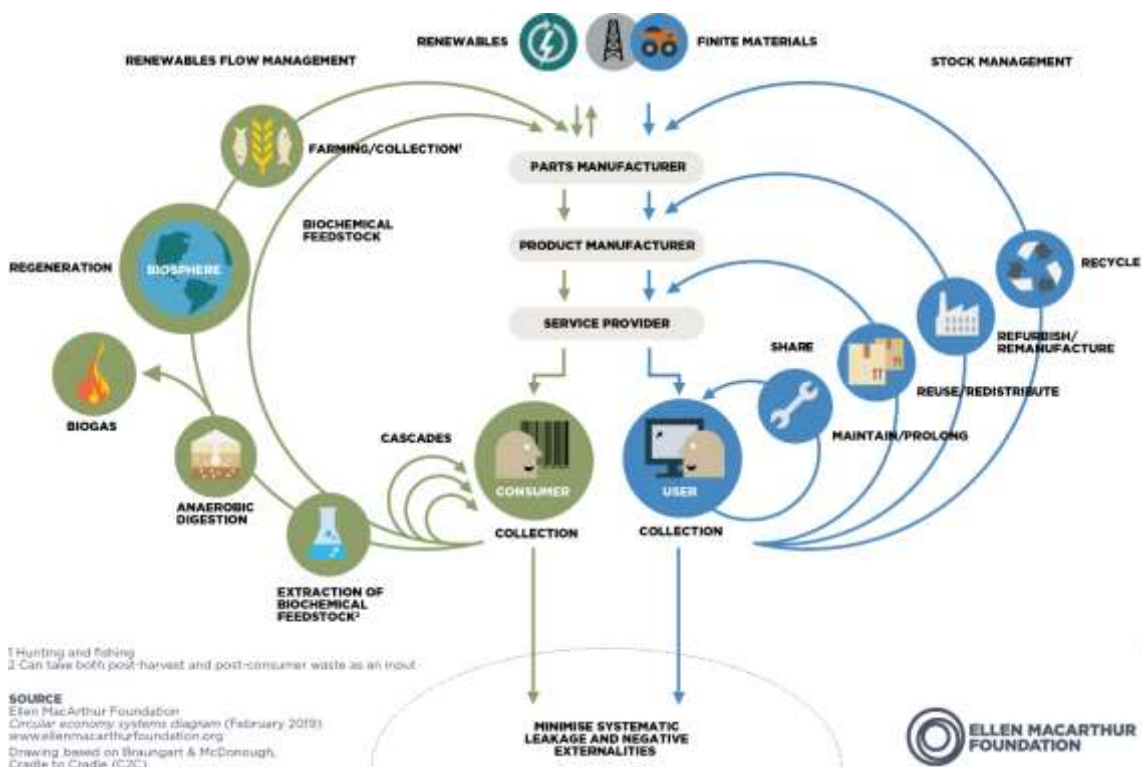 RENEWABLES
FINITE MATERIALS
RENEWABLES FLOW MANAGEMENT
STOCK MANAGEMENT
FARMING/COLLECTION¹
PARTS MANUFACTURER
BIOCHEMICAL
FEEDSTOCK
PRODUCT MANUFACTURER
REGENERATION
BIOSPHERE
RECYCLE
SERVICE PROVIDER
SHARE
REFURBISH/
REMANUFACTURE
REUSE/REDISTRIBUTE
BIOGAS
CASCADES
MAINTAIN/PROLONG
CONSUMER
USER
ANAEROBIC
DIGESTION
COLLECTION
COLLECTION
EXTRACTION OF
BIOCHEMICAL
FEEDSTOCK²
1 Hunting and fishing
2 Can take both post-harvest and post-consumer waste as an input
SOURCE
Ellen MacArthur Foundation
Circular economy systems diagram (February 2019)
www.ellenmacarthurfoundation.org
Drawing based on Braungart & McDonough,
Cradle to Cradle (C2C)
MINIMISE SYSTEMATIC
LEAKAGE AND NEGATIVE
EXTERNALITIES
ELLEN MACARTHUR
FOUNDATION